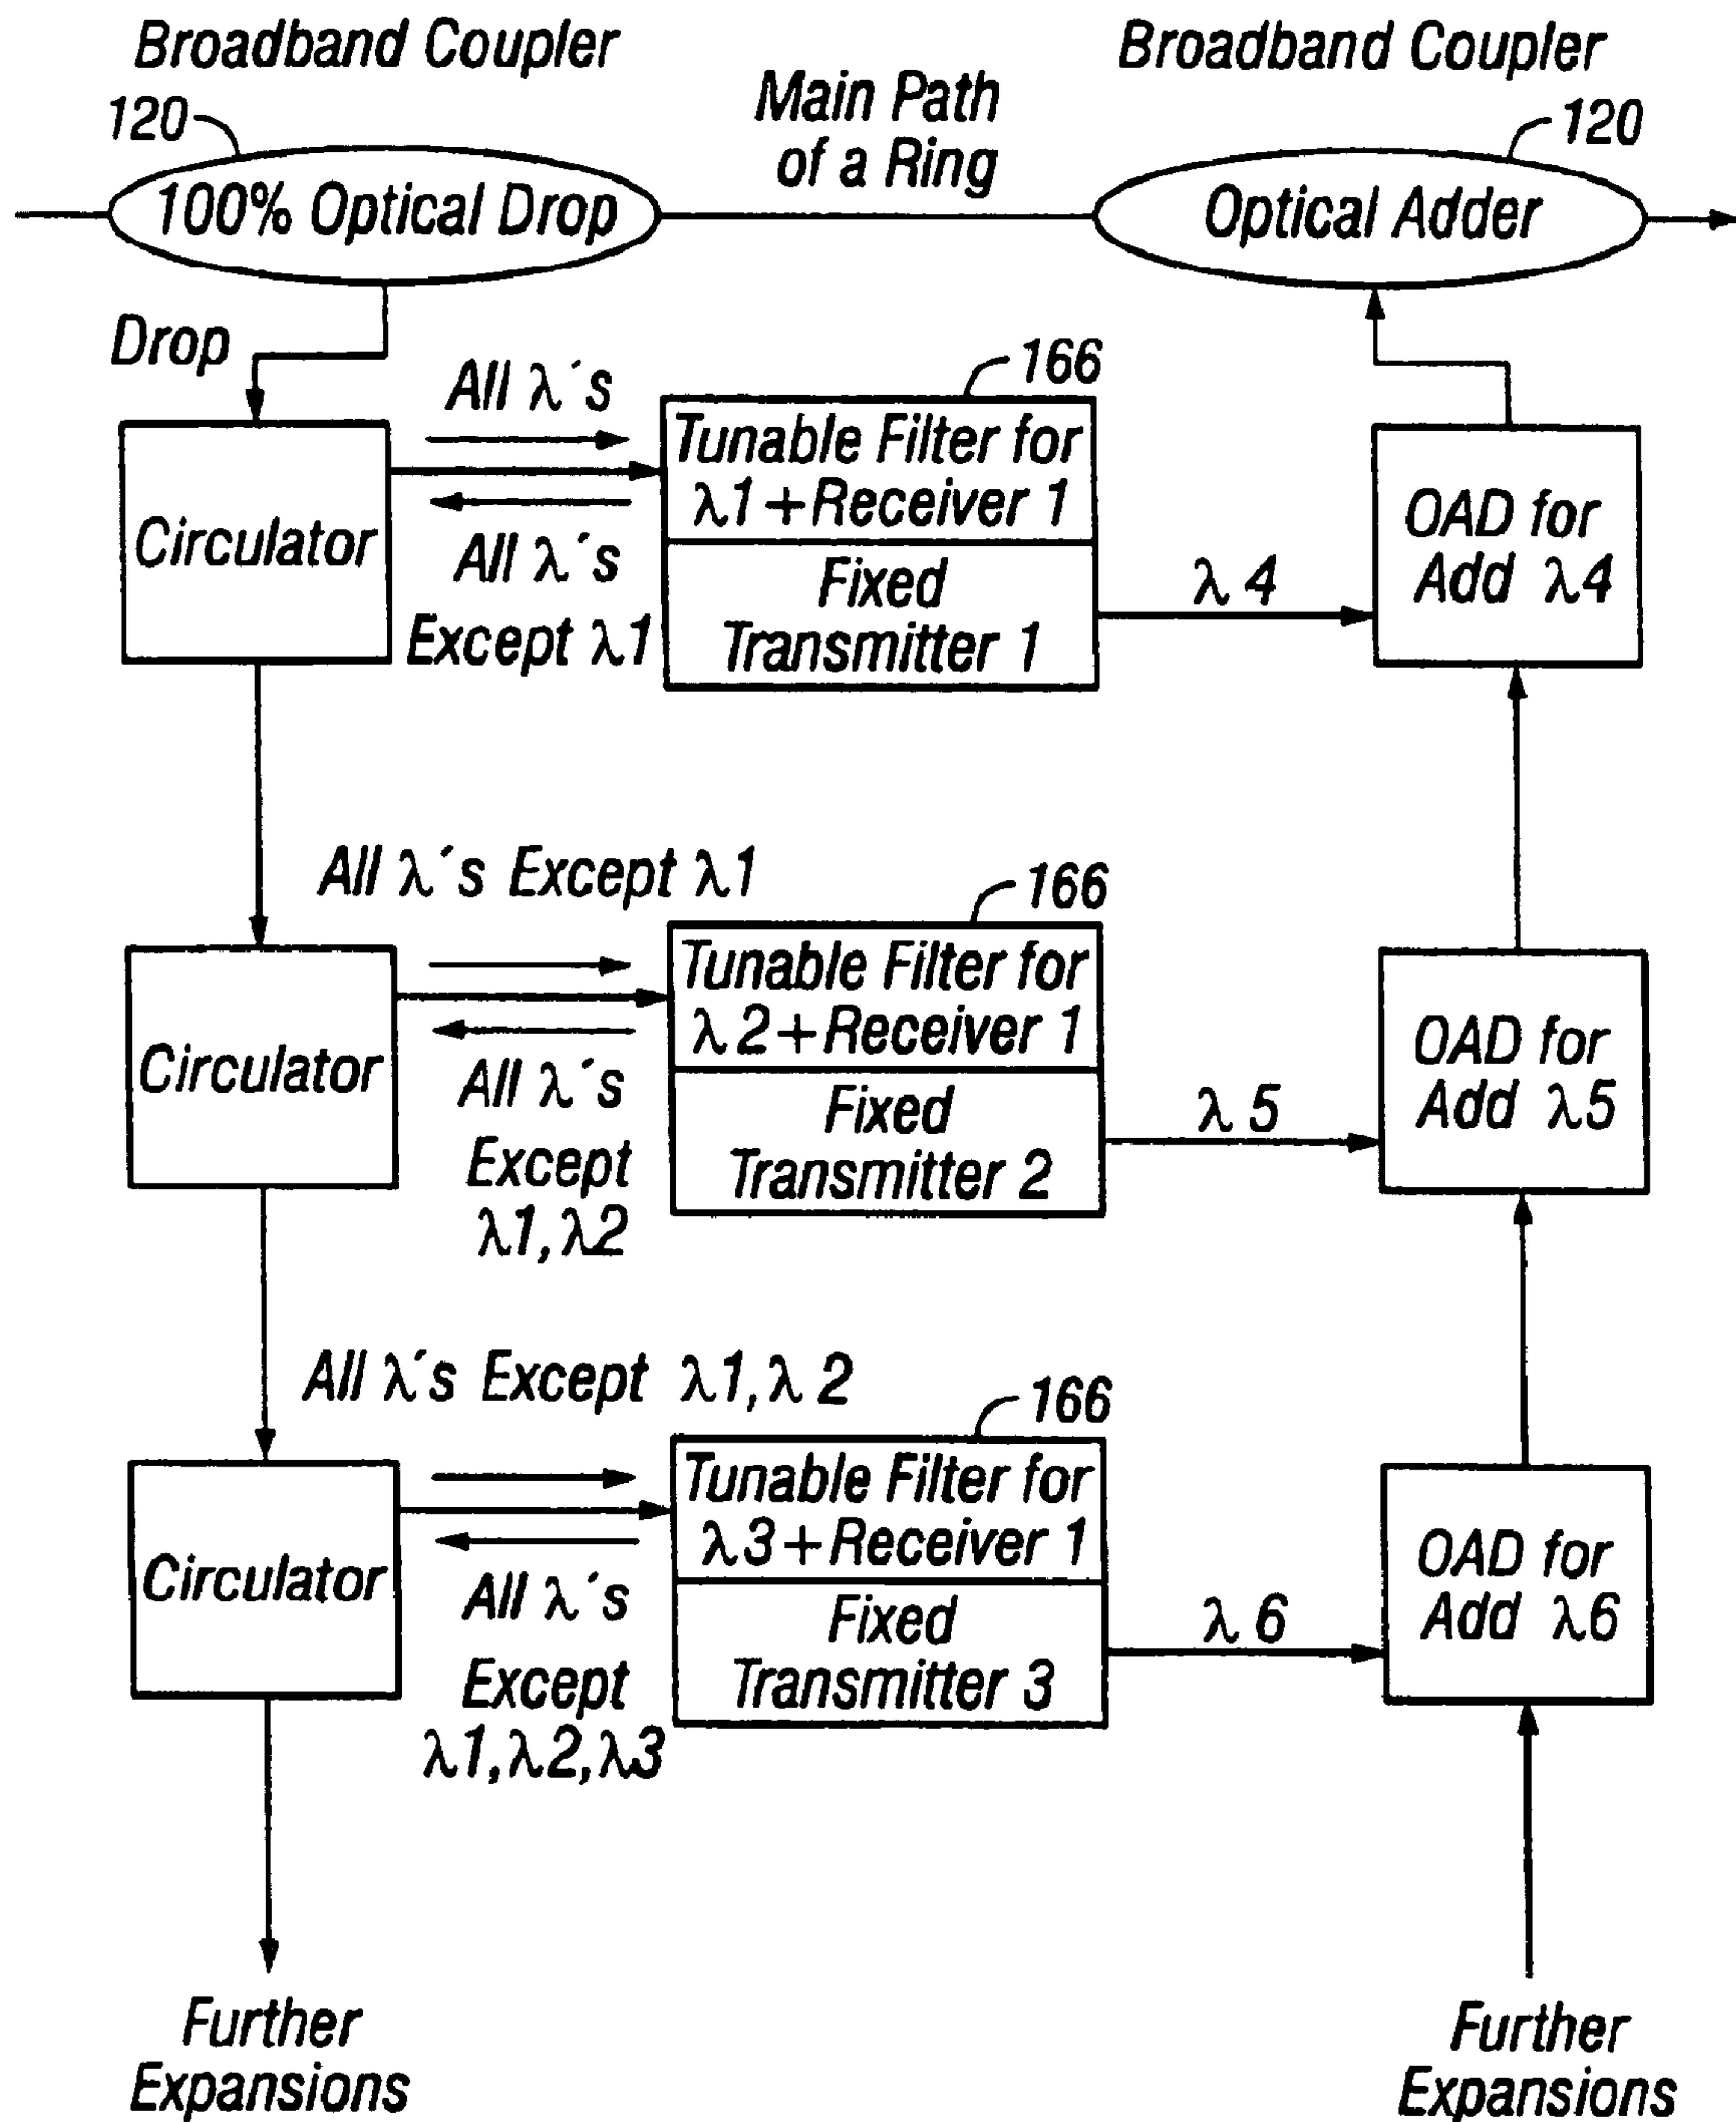 Broadband Coupler
120
100% Optical Drop
Main Path
of a Ring
Broadband Coupler
120
Optical Adder
Drop
Circulator
All λ´s
All λ´s
Except λ1
166
Tunable Filter for
λ1+Receiver 1
Fixed
Transmitter 1
λ 4
OAD for
Add λ4
All λ´s Except λ1
Circulator
All λ´s
Except
λ1, λ2
166
Tunable Filter for
λ 2+Receiver 1
Fixed
Transmitter 2
λ 5
OAD for
Add λ5
All λ´s Except λ1, λ 2
Circulator
All λ´s
Except
λ1, λ2, λ3
166
Tunable Filter for
λ3+Receiver 1
Fixed
Transmitter 3
λ 6
OAD for
Add λ6
Further
Expansions
Further
Expansions